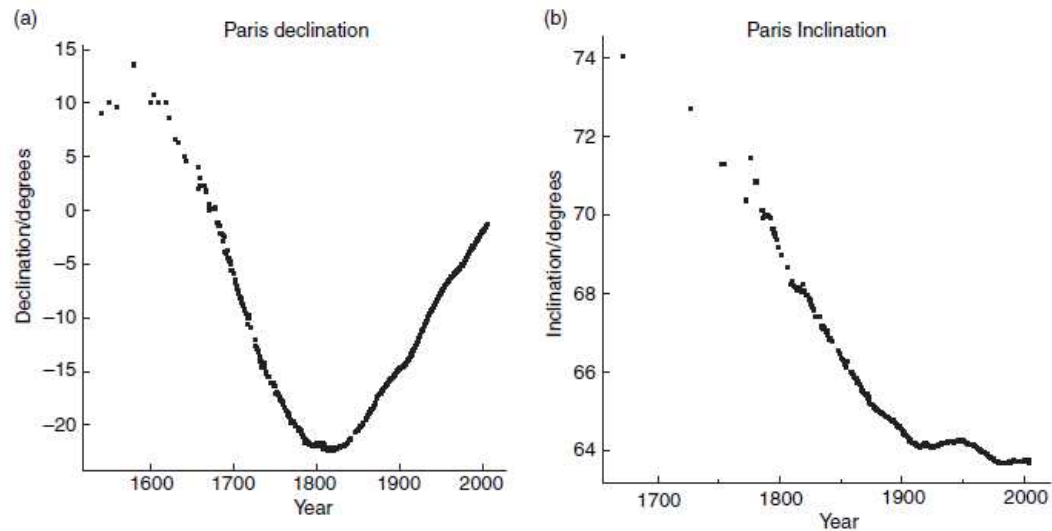 (a)
Paris declination
15
10
5
0
−5
−10
−15
−20
Declination/degrees
1600 1700 1800 1900 2000
Year
(b)
Paris Inclination
74
72
70
68
66
64
Inclination/degrees
1700 1800 1900 2000
Year